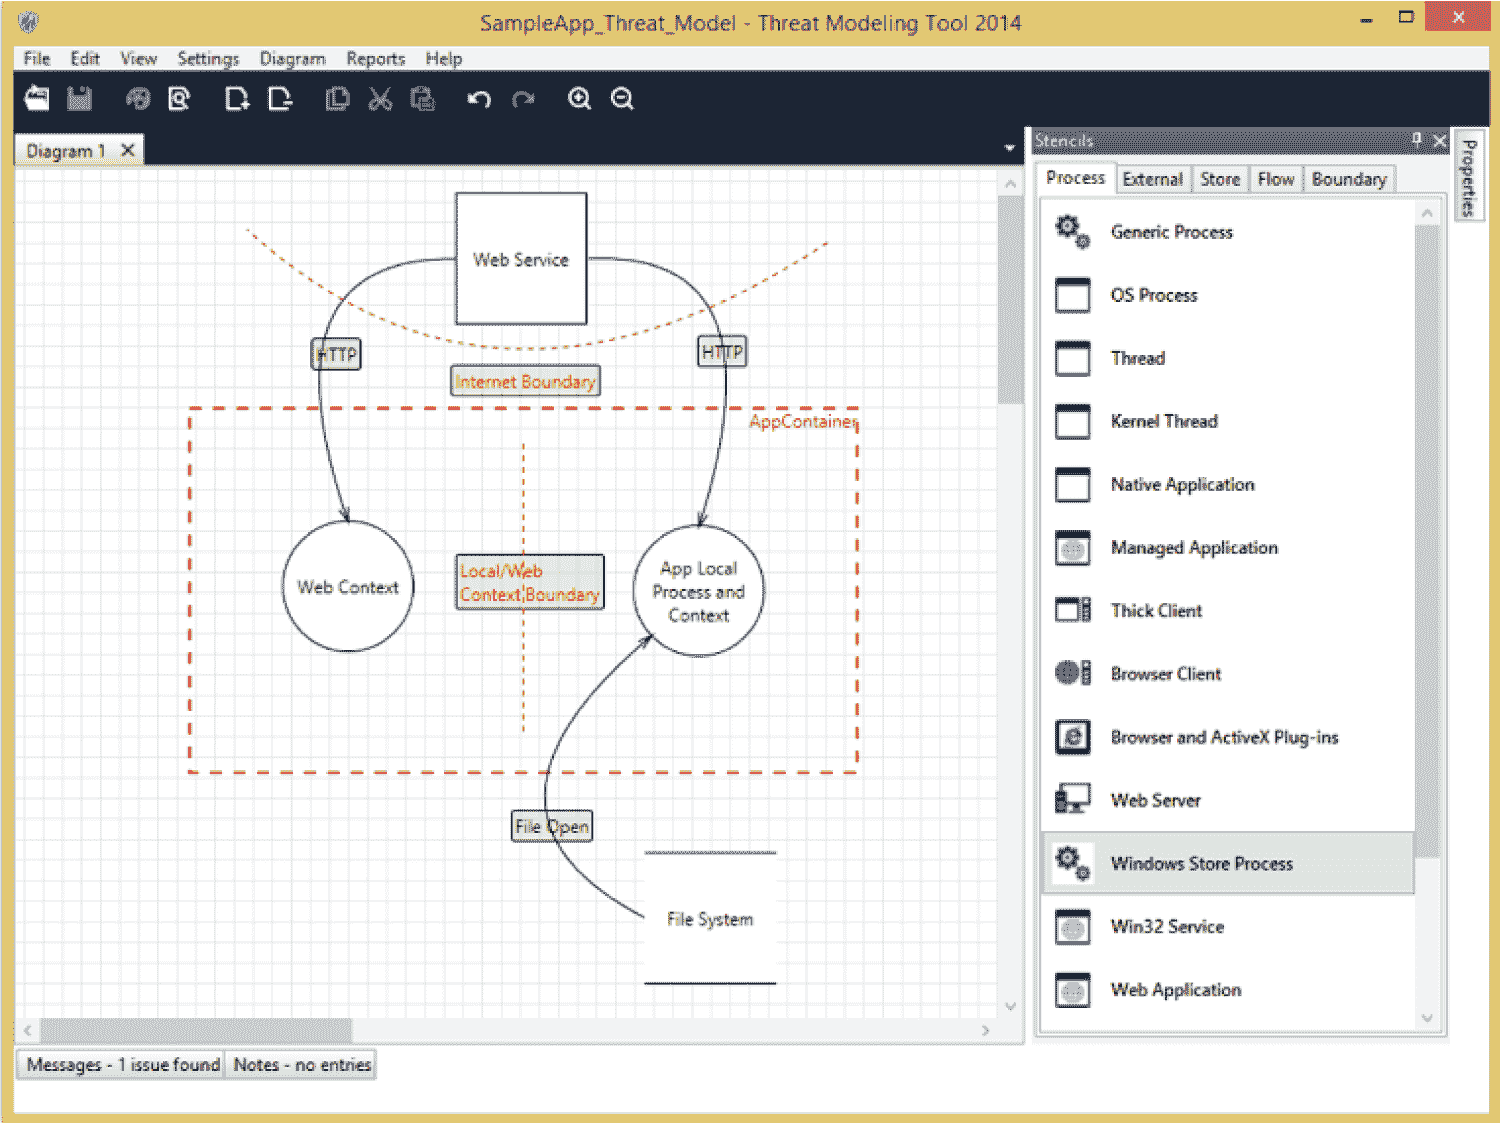 SampleApp_Threat_Model - Threat Modeling Tool 2014
File Edit View Settings Diagram Reports Help
Diagram 1
Web Service
HTTP
HTTP
Internet Boundary
AppContainer
Web Context
Local/Web
Context Boundary
App Local
Process and
Context
File Open
File System
Stencils
Properties
Process External Store Flow Boundary
Generic Process
OS Process
Thread
Kernel Thread
Native Application
Managed Application
Thick Client
Browser Client
Browser and ActiveX Plug-ins
Web Server
Windows Store Process
Win32 Service
Web Application
Messages - 1 issue found Notes - no entries